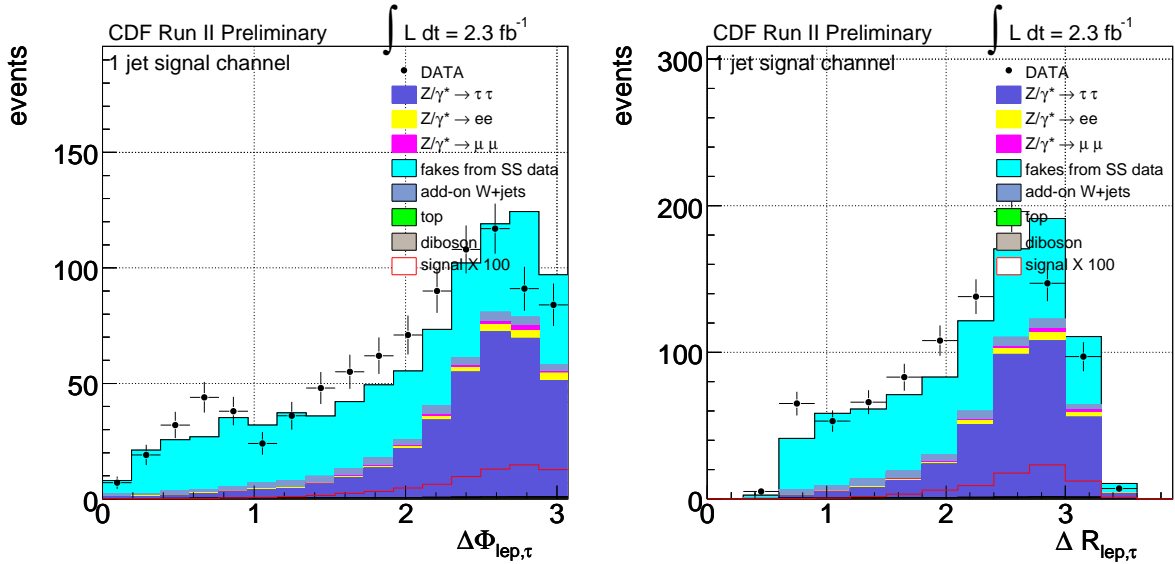 CDF Run II Preliminary
∫ L dt = 2.3 fb⁻¹
1 jet signal channel
events
DATA
Z/γ* → τ τ
Z/γ* → ee
Z/γ* → μ μ
fakes from SS data
add-on W+jets
top
diboson
signal X 100
150
100
50
0
0 1 2 3
ΔΦlep,τ
CDF Run II Preliminary
∫ L dt = 2.3 fb⁻¹
1 jet signal channel
events
DATA
Z/γ* → τ τ
Z/γ* → ee
Z/γ* → μ μ
fakes from SS data
add-on W+jets
top
diboson
signal X 100
300
200
100
0
0 1 2 3
Δ Rlep,τ